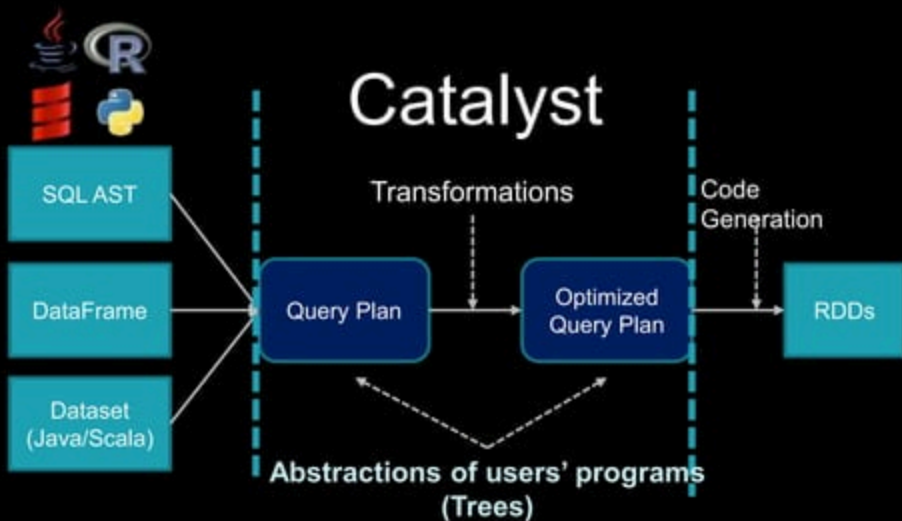 R
Catalyst
SQL AST
Transformations
Code
Generation
DataFrame
Query Plan
Optimized
Query Plan
RDDs
Dataset
(Java/Scala)
Abstractions of users' programs
(Trees)